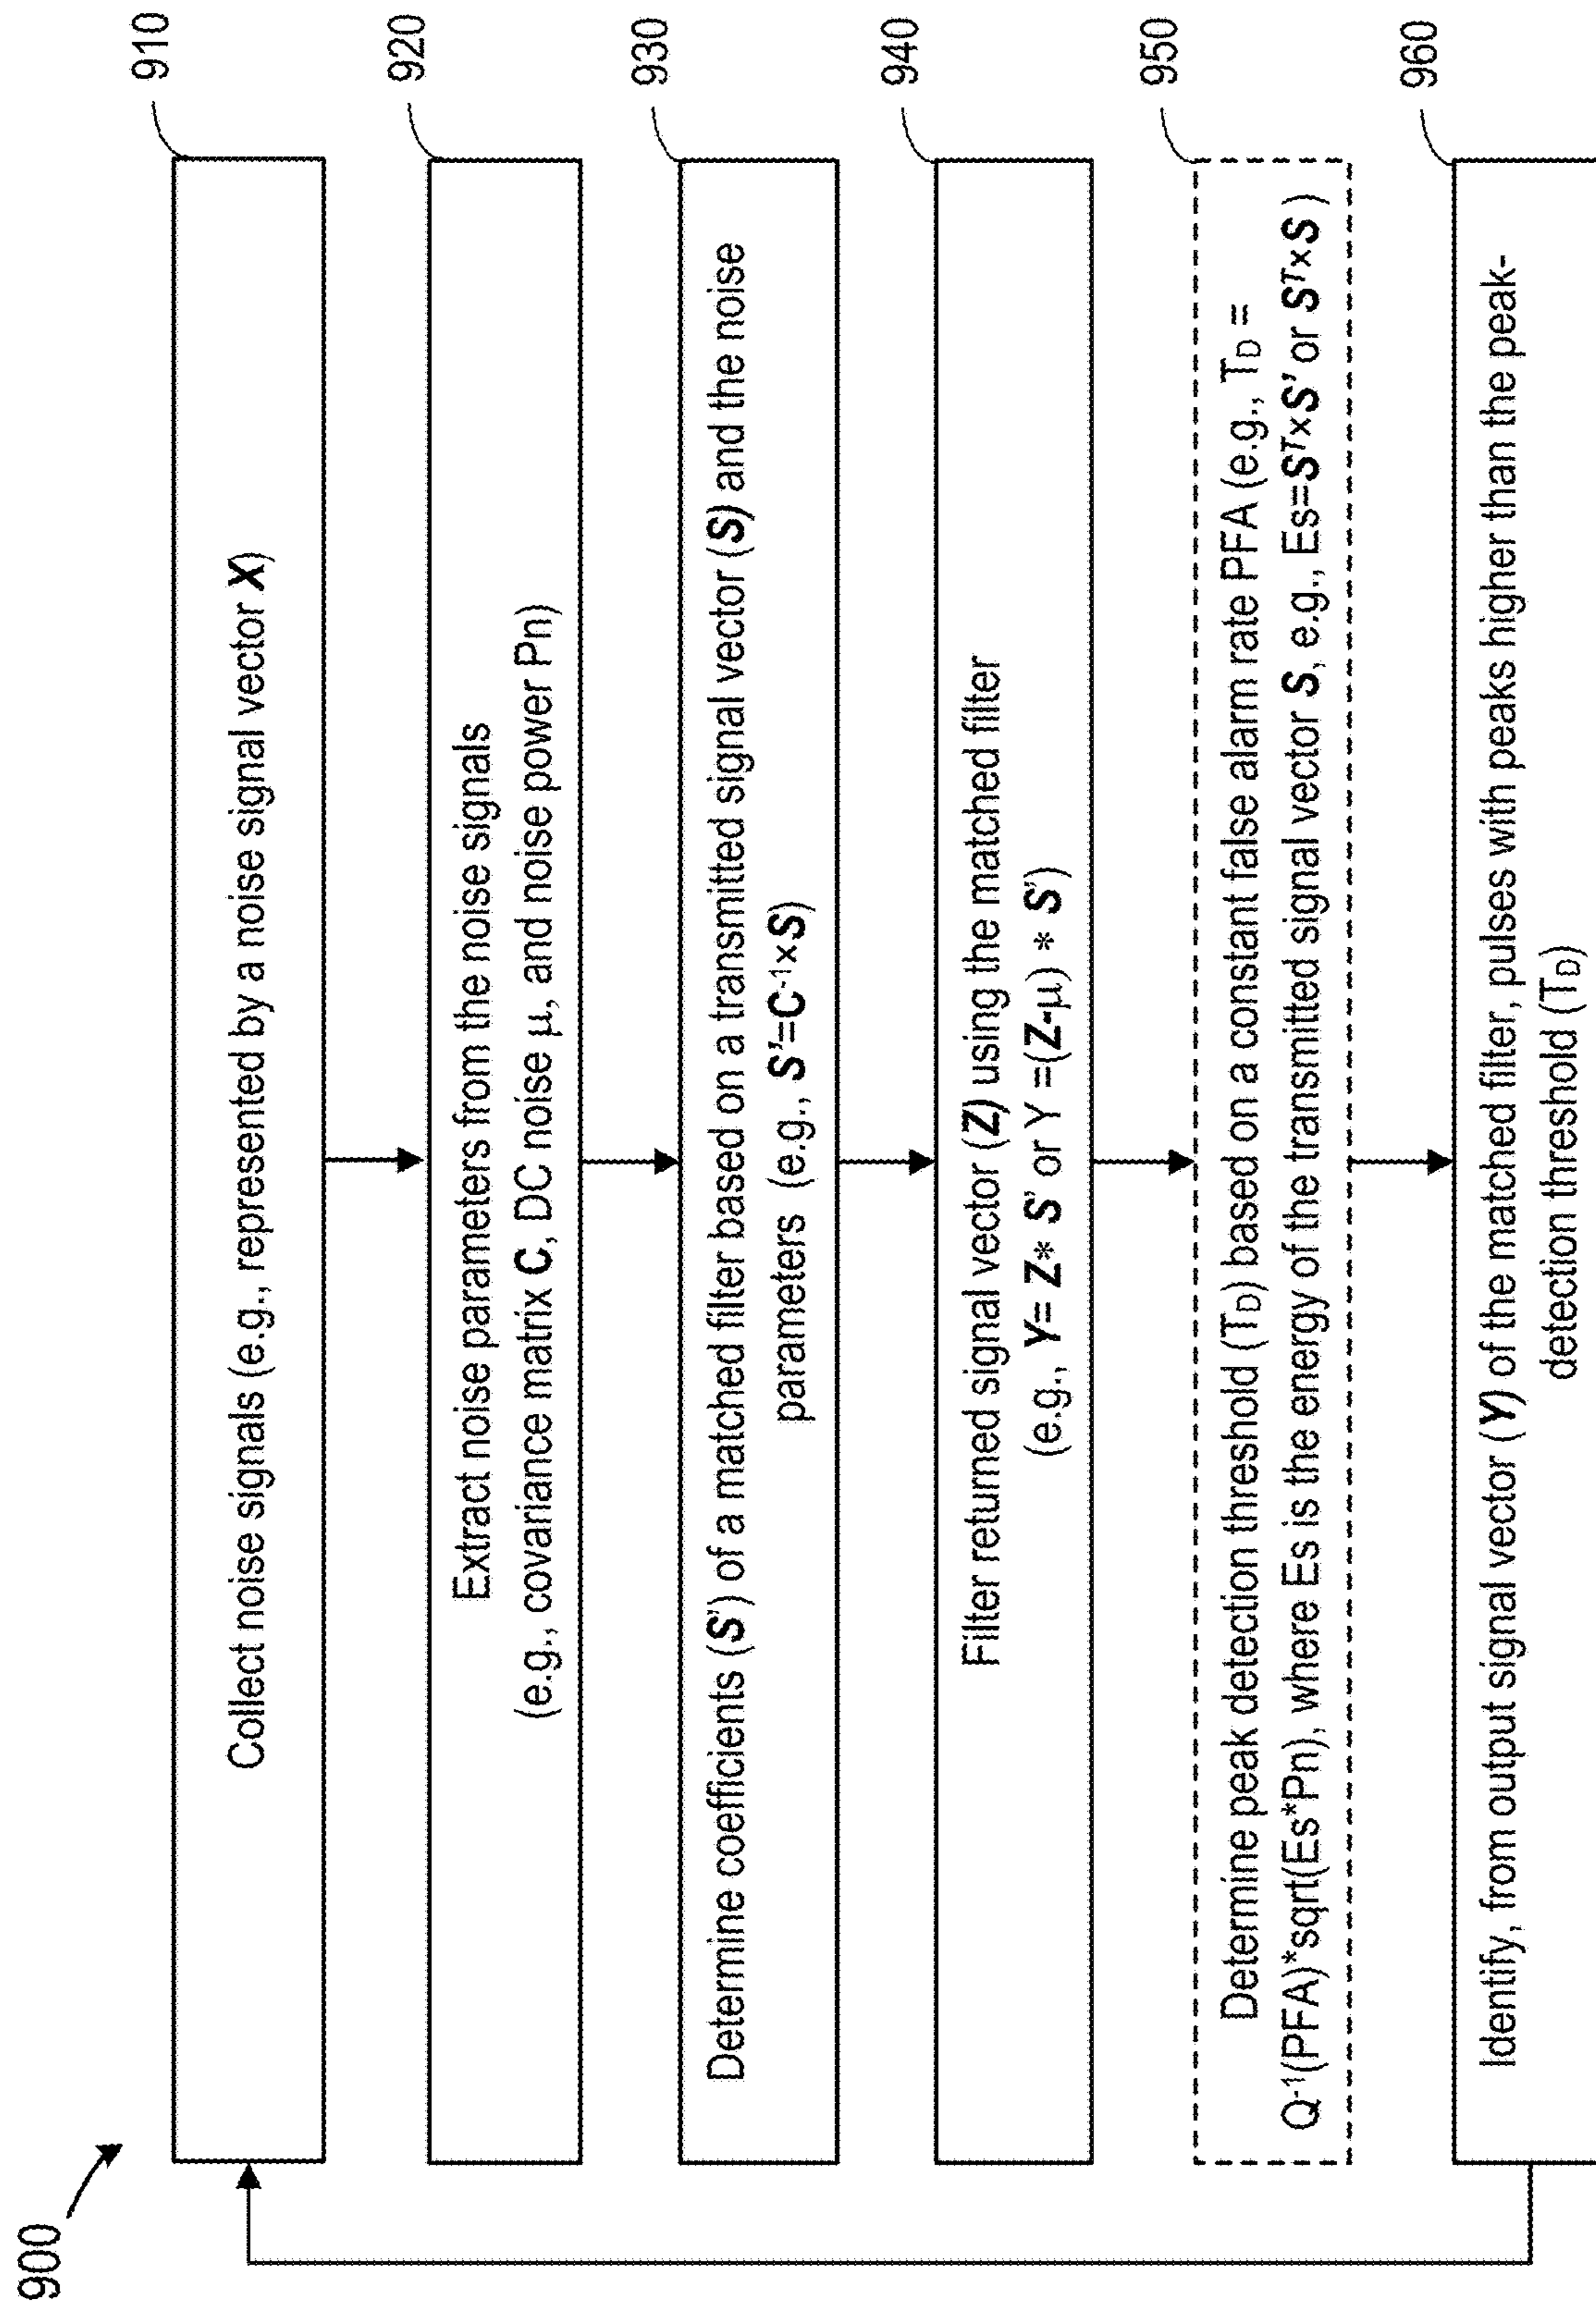 900
910
Collect noise signals (e.g., represented by a noise signal vector X)
920
Extract noise parameters from the noise signals
(e.g., covariance matrix C, DC noise μ, and noise power Pn)
930
Determine coefficients (S') of a matched filter based on a transmitted signal vector (S) and the noise
parameters (e.g., S'=C⁻¹×S)
940
Filter returned signal vector (Z) using the matched filter
(e.g., Y= Z* S' or Y =(Z-μ) * S')
950
Determine peak detection threshold (T_D) based on a constant false alarm rate PFA (e.g., T_D =
Q⁻¹(PFA)*sqrt(Es*Pn), where Es is the energy of the transmitted signal vector S, e.g., Es=Sᵀ×S' or Sᵀ×S )
960
Identify, from output signal vector (Y) of the matched filter, pulses with peaks higher than the peak-
detection threshold (T_D)